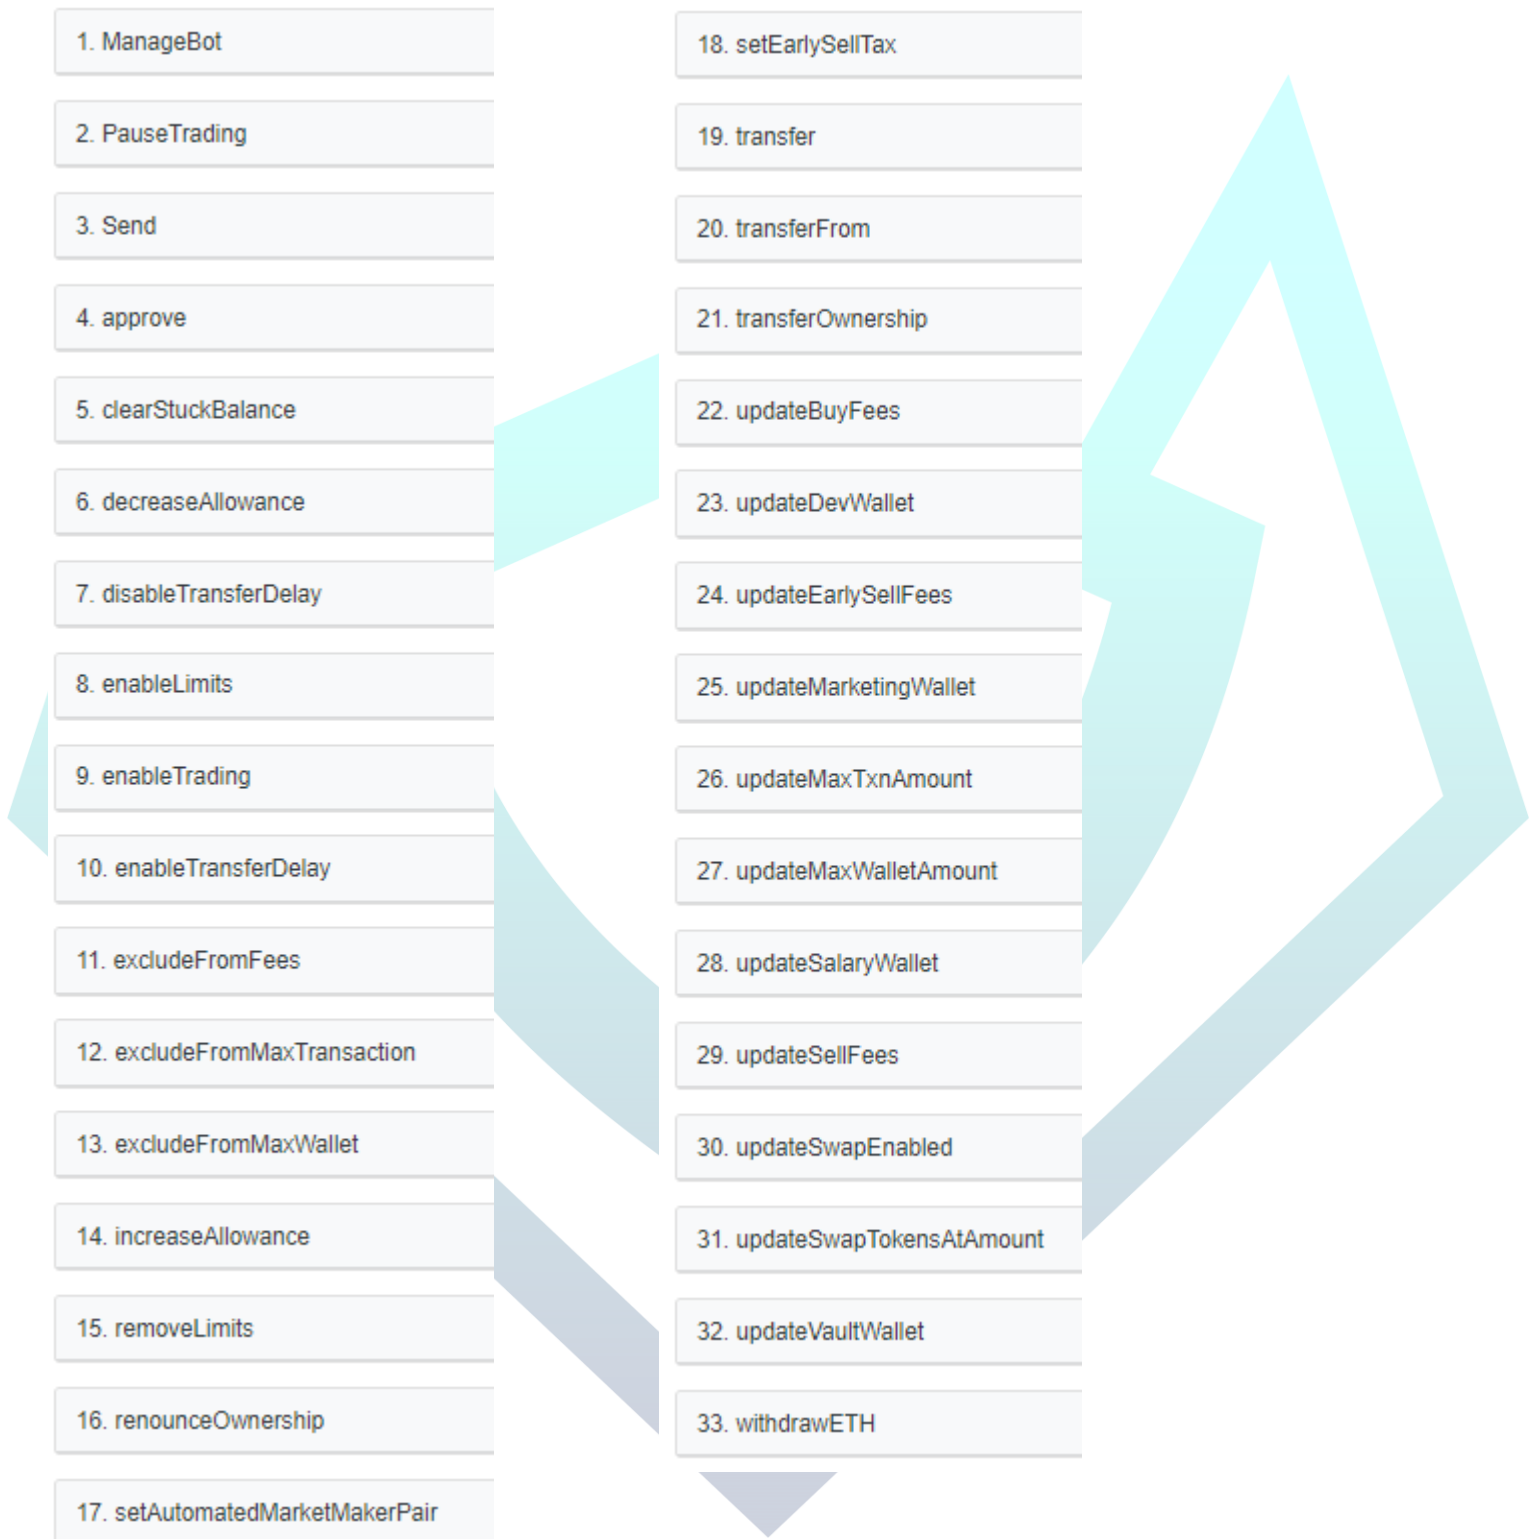 1. ManageBot
2. PauseTrading
3. Send
4. approve
5. clearStuckBalance
6. decreaseAllowance
7. disableTransferDelay
8. enableLimits
9. enableTrading
10. enableTransferDelay
11. excludeFromFees
12. excludeFromMaxTransaction
13. excludeFromMaxWallet
14. increaseAllowance
15. removeLimits
16. renounceOwnership
17. setAutomatedMarketMakerPair
18. setEarlySellTax
19. transfer
20. transferFrom
21. transferOwnership
22. updateBuyFees
23. updateDevWallet
24. updateEarlySellFees
25. updateMarketingWallet
26. updateMaxTxnAmount
27. updateMaxWalletAmount
28. updateSalaryWallet
29. updateSellFees
30. updateSwapEnabled
31. updateSwapTokensAtAmount
32. updateVaultWallet
33. withdrawETH